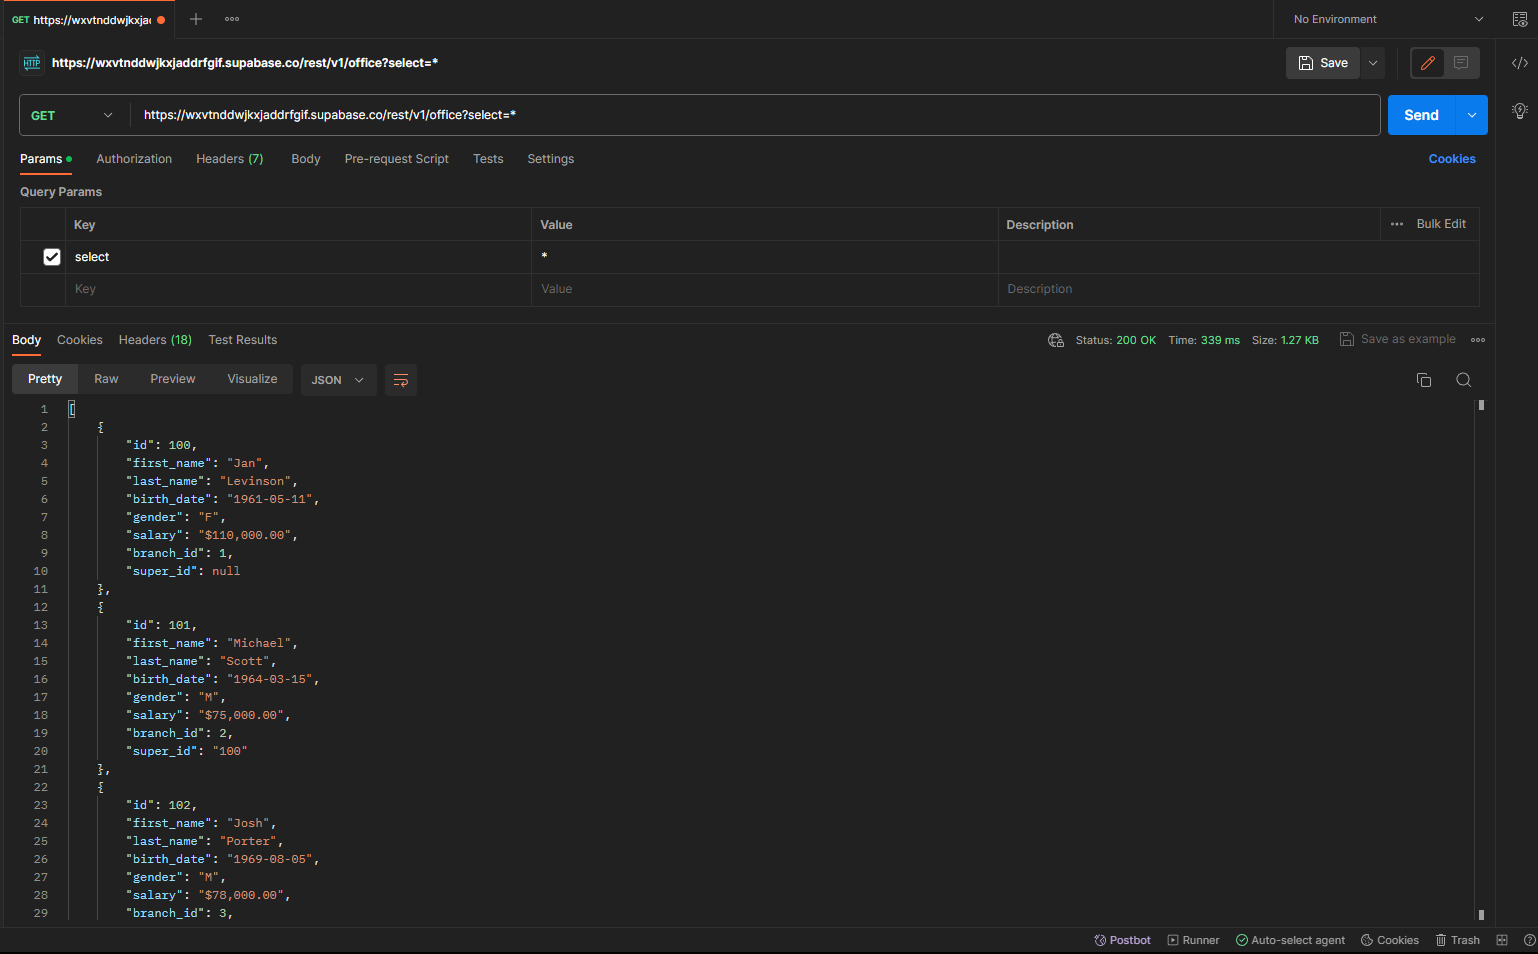 GET https://wxvtnddwjkxja
No Environment
HTTP https://wxvtnddwjkxjaddrfgif.supabase.co/rest/v1/office?select=*
Save
GET https://wxvtnddwjkxjaddrfgif.supabase.co/rest/v1/office?select=*
Send
Params Authorization Headers (7) Body Pre-request Script Tests Settings Cookies
Query Params
Key Value Description Bulk Edit
select *
Key Value Description
Body Cookies Headers (18) Test Results Status: 200 OK Time: 339 ms Size: 1.27 KB Save as example
Pretty Raw Preview Visualize JSON
1 [
2 {
3 "id": 100,
4 "first_name": "Jan",
5 "last_name": "Levinson",
6 "birth_date": "1961-05-11",
7 "gender": "F",
8 "salary": "$110,000.00",
9 "branch_id": 1,
10 "super_id": null
11 },
12 {
13 "id": 101,
14 "first_name": "Michael",
15 "last_name": "Scott",
16 "birth_date": "1964-03-15",
17 "gender": "M",
18 "salary": "$75,000.00",
19 "branch_id": 2,
20 "super_id": "100"
21 },
22 {
23 "id": 102,
24 "first_name": "Josh",
25 "last_name": "Porter",
26 "birth_date": "1969-08-05",
27 "gender": "M",
28 "salary": "$78,000.00",
29 "branch_id": 3,
Postbot Runner Auto-select agent Cookies Trash